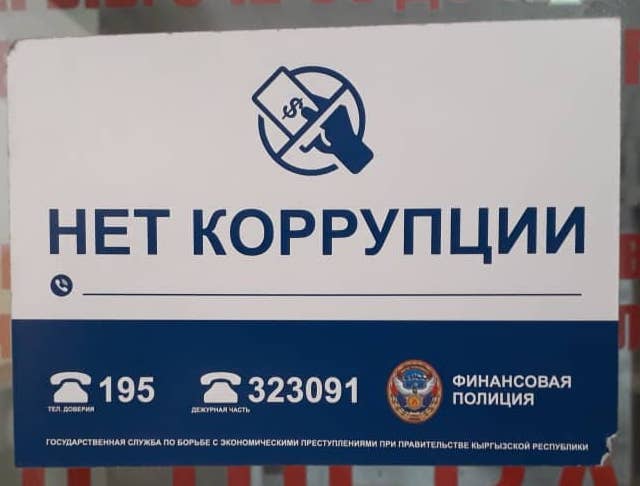 НЕТ КОРРУПЦИИ
195
ТЕЛ. ДОВЕРИЯ
323091
ДЕЖУРНАЯ ЧАСТЬ
ФИНАНСОВАЯ
ПОЛИЦИЯ
ГОСУДАРСТВЕННАЯ СЛУЖБА ПО БОРЬБЕ С ЭКОНОМИЧЕСКИМИ ПРЕСТУПЛЕНИЯМИ ПРИ ПРАВИТЕЛЬСТВЕ КЫРГЫЗСКОЙ РЕСПУБЛИКИ